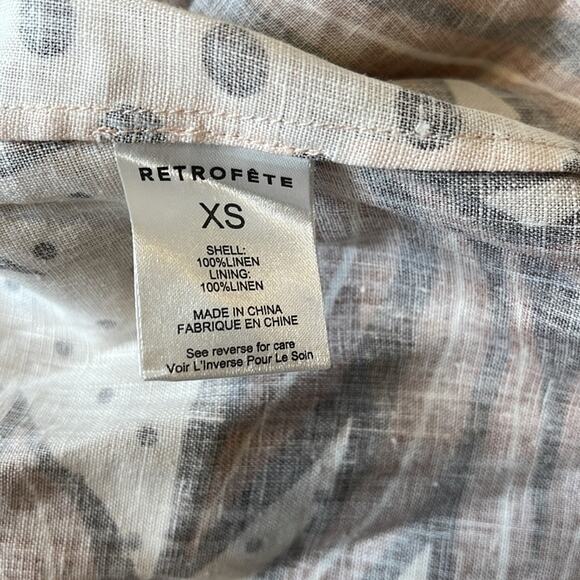 RETROFÊTE
XS
SHELL:
100%LINEN
LINING:
100%LINEN
MADE IN CHINA
FABRIQUE EN CHINE
See reverse for care
Voir L'Inverse Pour Le Soin